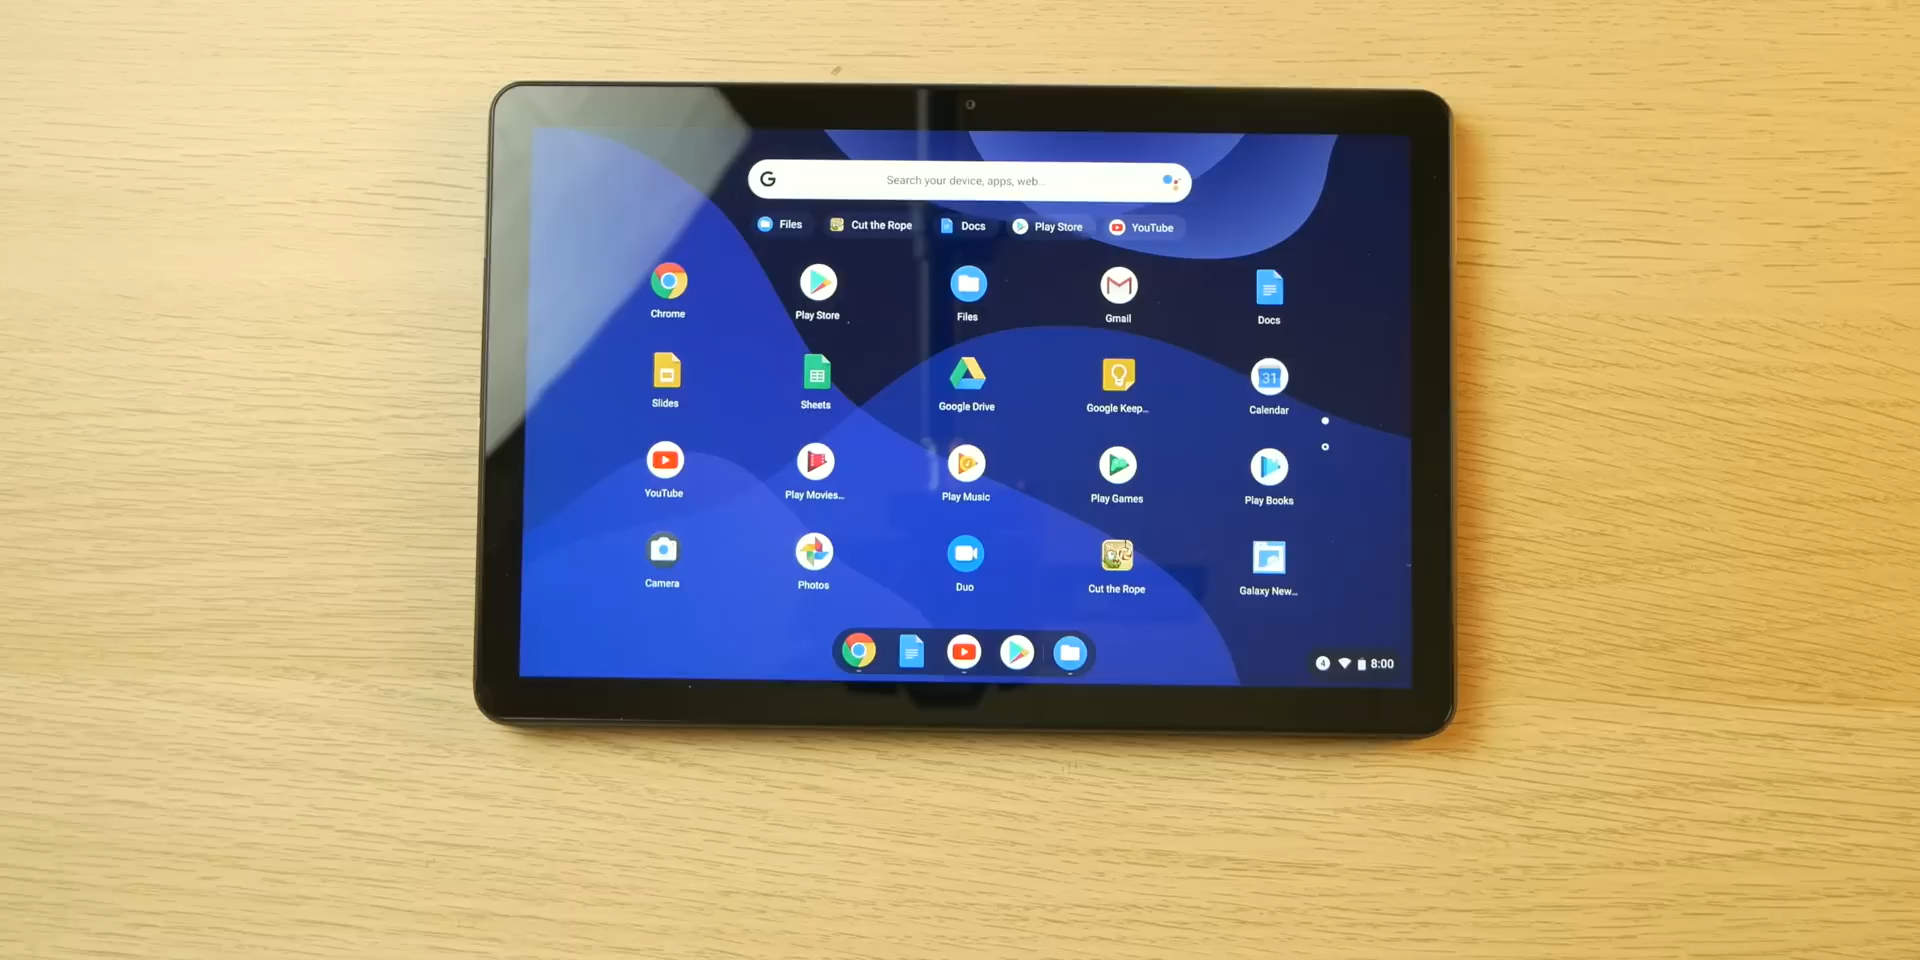 G Search your device, apps, web...
Files Cut the Rope Docs Play Store YouTube
Chrome Play Store Files Gmail Docs
Slides Sheets Google Drive Google Keep... 31 Calendar
YouTube Play Movies... Play Music Play Games Play Books
Camera Photos Duo Cut the Rope Galaxy New...
4 8:00